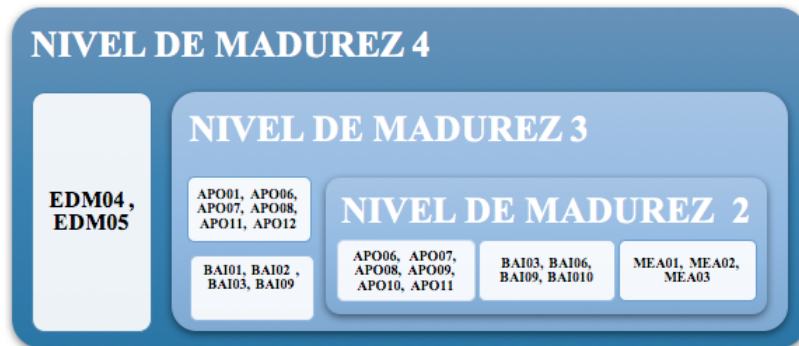 NIVEL DE MADUREZ 4
EDM04 ,
EDM05
NIVEL DE MADUREZ 3
APO01, APO06,
APO07, APO08,
APO11, APO12
BAI01, BAI02 ,
BAI03, BAI09
NIVEL DE MADUREZ 2
APO06, APO07,
APO08, APO09,
APO10, APO11
BAI03, BAI06,
BAI09, BAI010
MEA01, MEA02,
MEA03